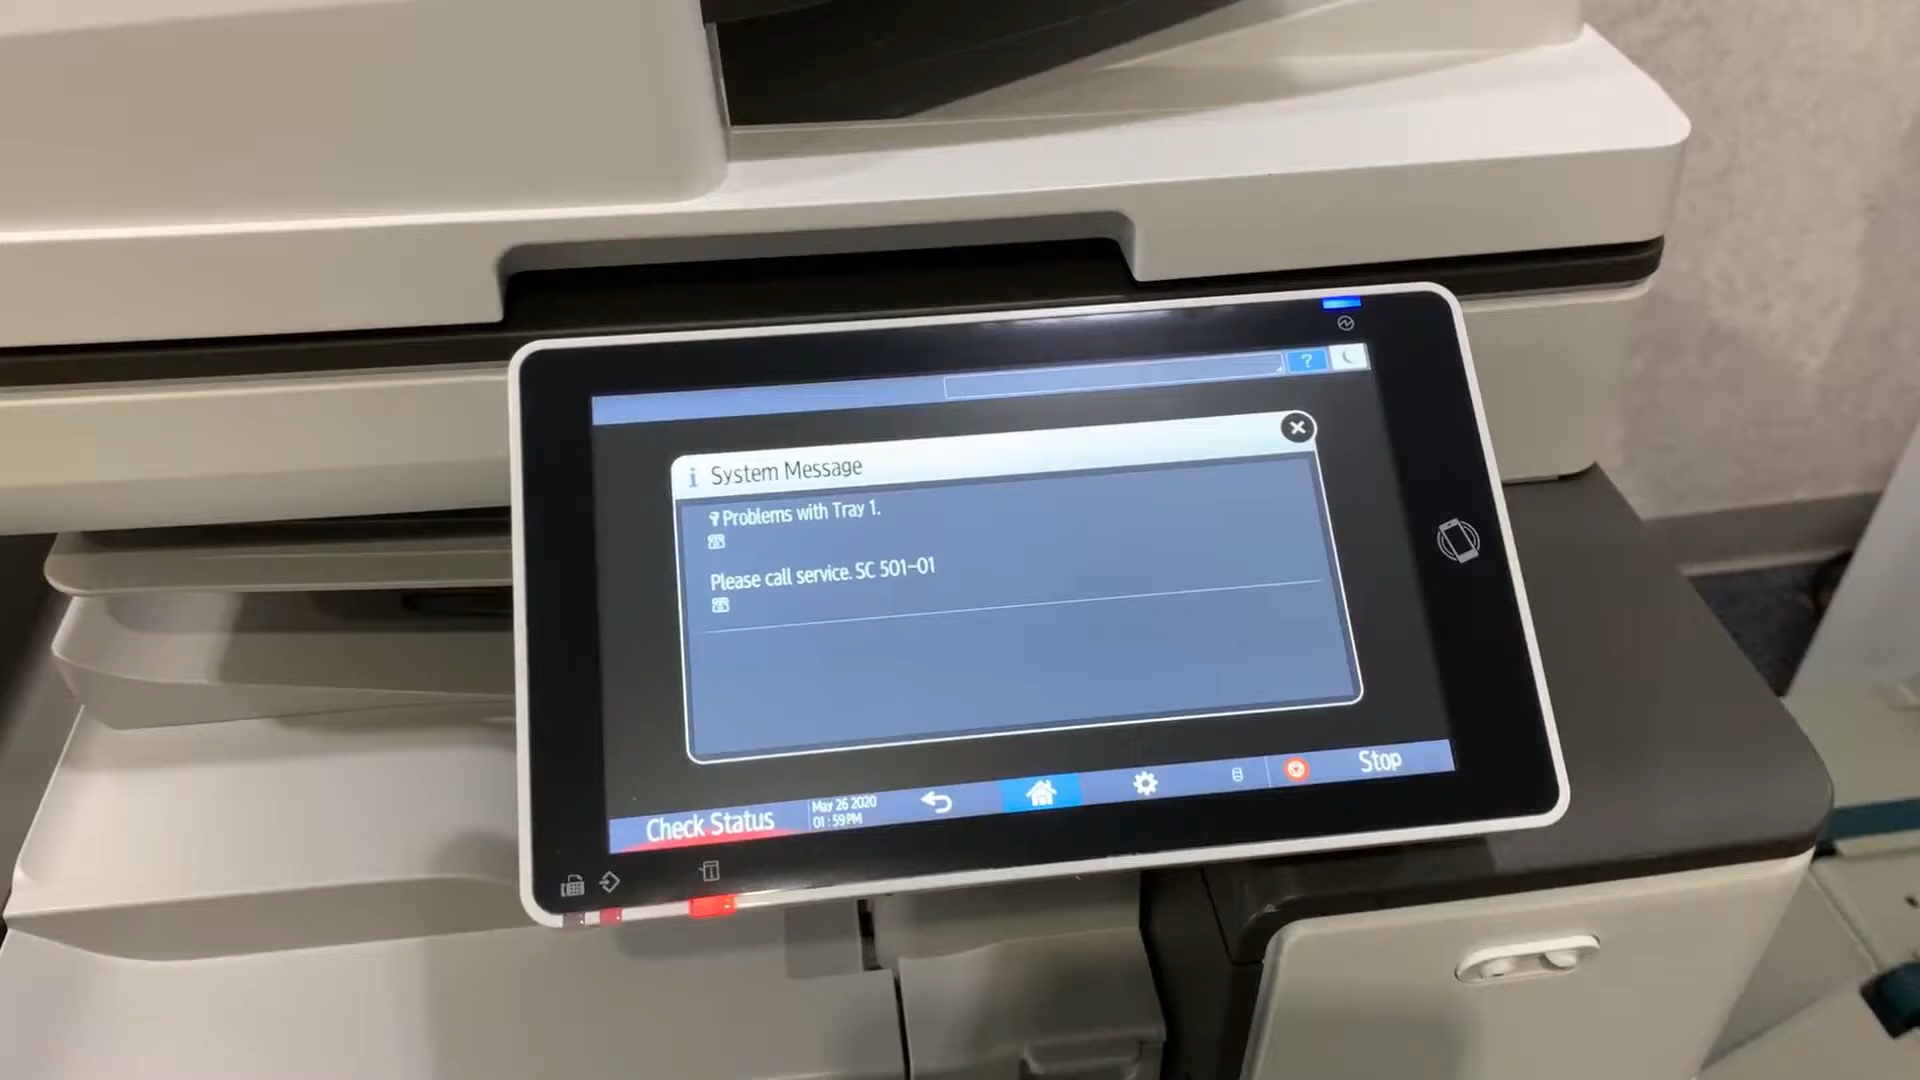 ?
System Message
Problems with Tray 1.
Please call service. SC 501-01
Check Status
May 26 2020
01:59PM
Stop